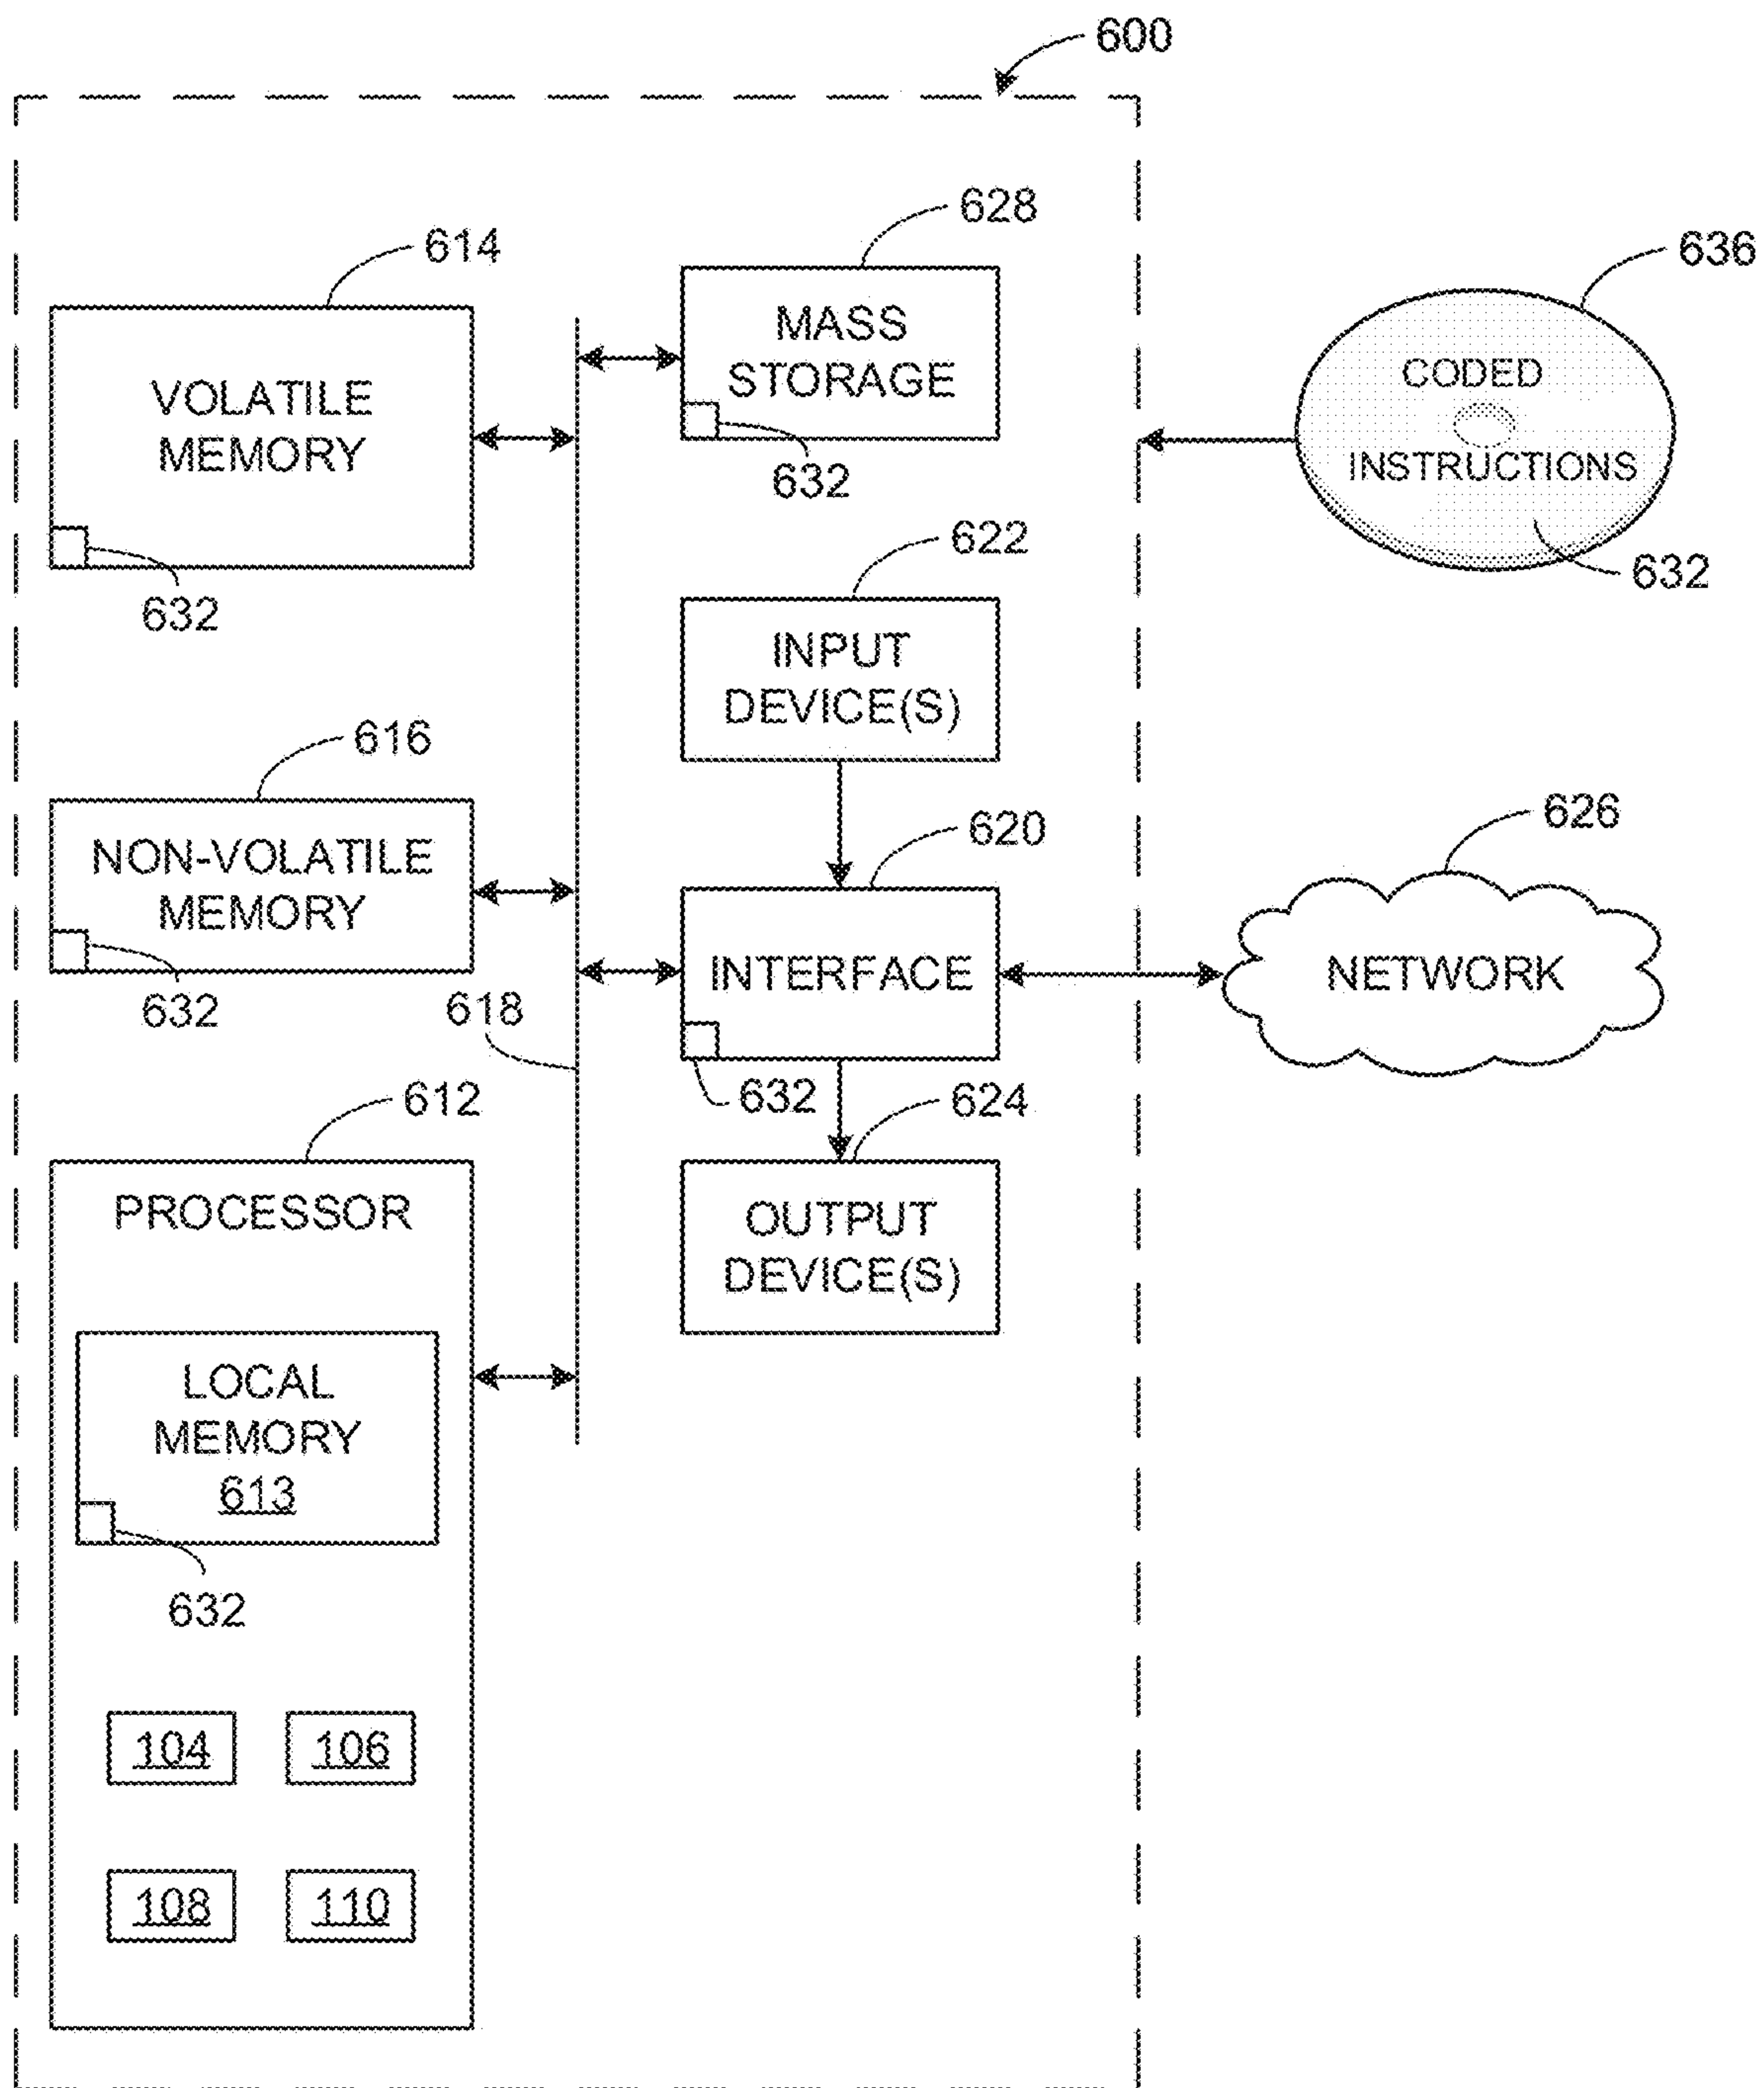 600
628
614
636
MASS
STORAGE
VOLATILE
MEMORY
CODED
INSTRUCTIONS
632
622
632
632
INPUT
DEVICE(S)
616
620
626
NON-VOLATILE
MEMORY
INTERFACE
NETWORK
632
618
632
624
612
PROCESSOR
OUTPUT
DEVICE(S)
LOCAL
MEMORY
613
632
104 106
108 110